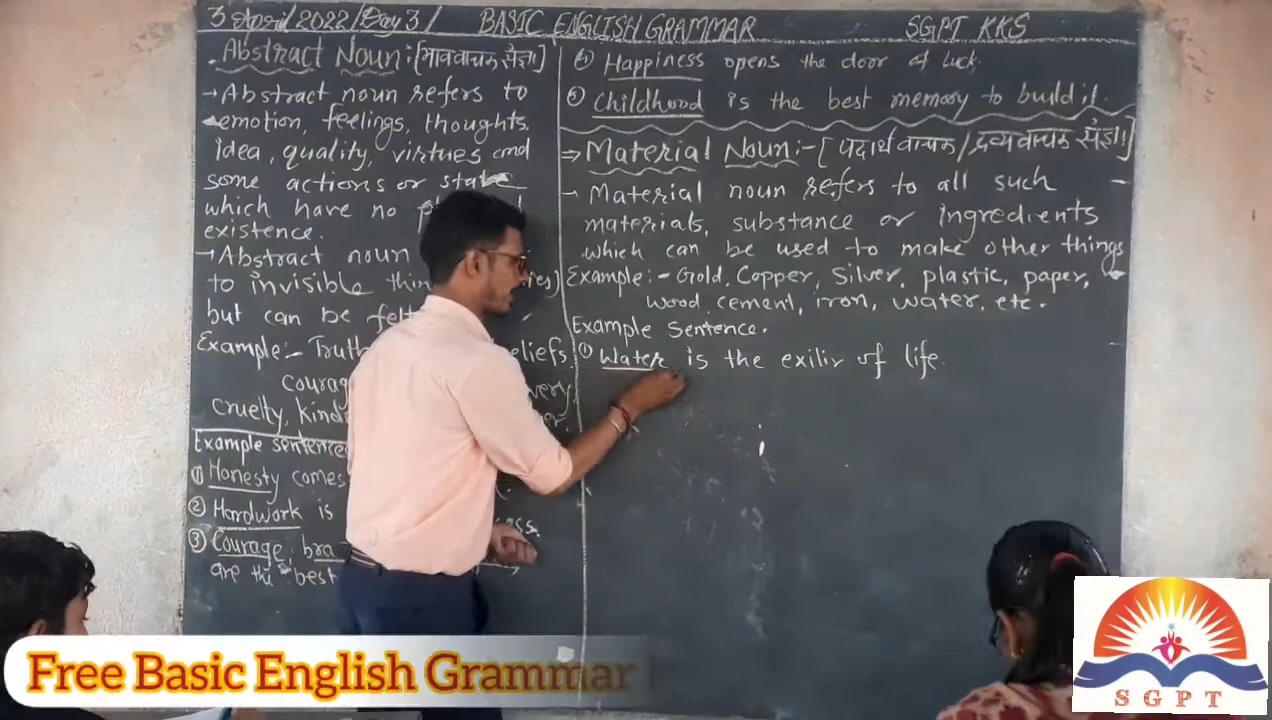 3 April/2022/Day 3/ BASIC ENGLISH GRAMMAR SGPT KKS
Abstract Noun:-[भाववाचक संज्ञा]
→ Abstract noun refers to
emotion, feelings, thoughts,
idea, quality, virtues and
some actions or state
which have no
existence.
→ Abstract noun
to invisible
but can be felt
Example:- Truth eliefs,
courag very,
cruelty, kind
Example sentence
① Honesty comes
② Hardwork is ess.
③ Courage, bra
are the best
④ Happiness opens the door of luck.
⑤ Childhood is the best memory to build it.
⇒ Material Noun:-[पदार्थ वाचक/द्रव्यवाचक संज्ञा]
→ Material noun refers to all such
materials, substance or ingredients
which can be used to make other things
Example:- Gold, Copper, Silver, plastic, paper,
wood, cement, iron, water, etc.
Example Sentence.
① Water is the exilir of life.
Free Basic English Grammar
SGPT